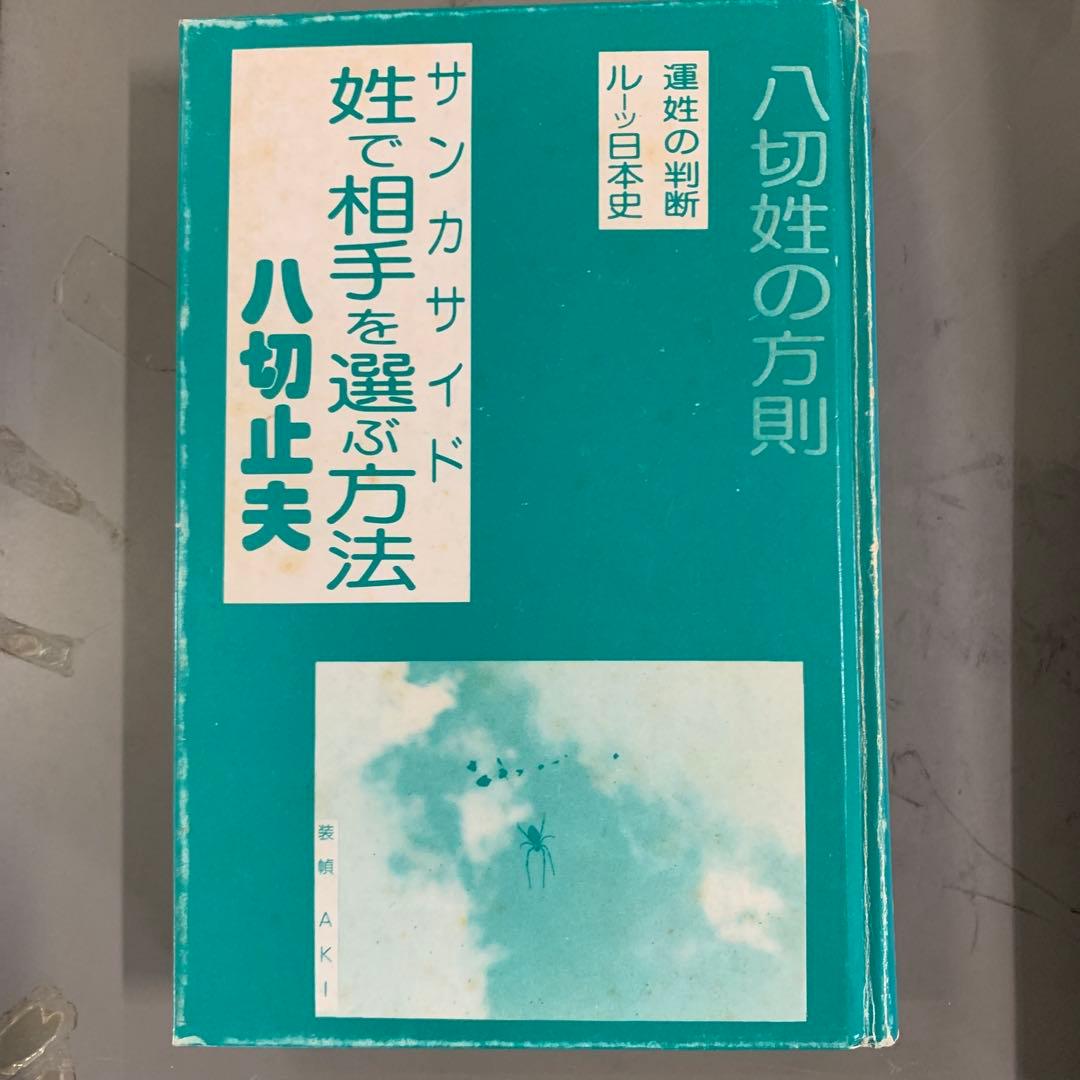 八切姓の方則
運姓の判断
ルーツ日本史
サンカサイド
姓で相手を選ぶ方法
八切止夫
装幀 AKI